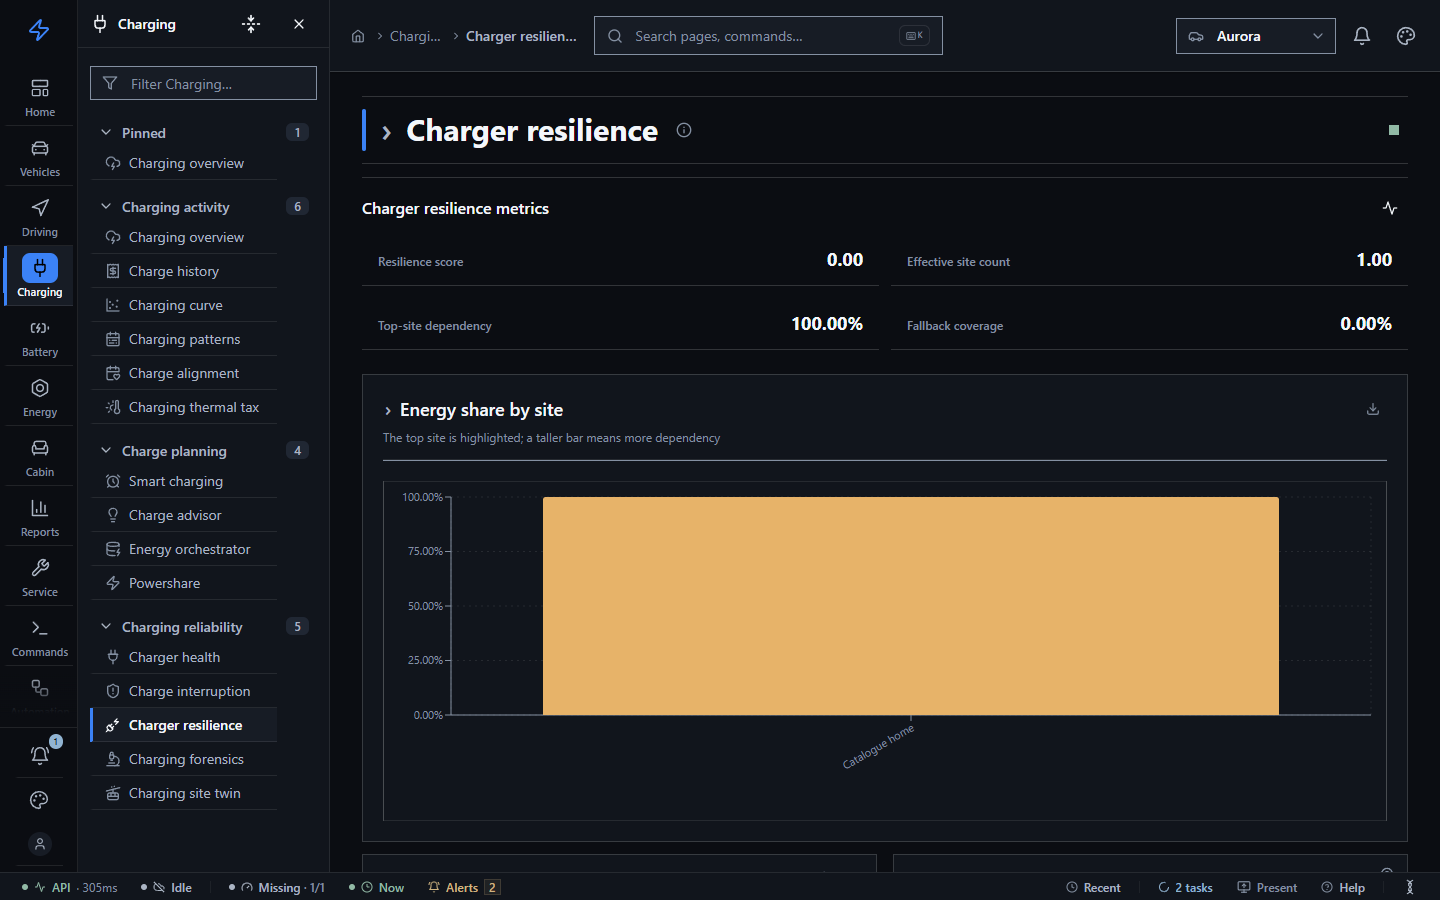 Charging
Chargi...
Charger resilien...
Search pages, commands...
K
Aurora
Home
Vehicles
Driving
Charging
Battery
Energy
Cabin
Reports
Service
Commands
1
Filter Charging...
Pinned
1
Charging overview
Charging activity
6
Charging overview
Charge history
Charging curve
Charging patterns
Charge alignment
Charging thermal tax
Charge planning
4
Smart charging
Charge advisor
Energy orchestrator
Powershare
Charging reliability
5
Charger health
Charge interruption
Charger resilience
Charging forensics
Charging site twin
Charger resilience
Charger resilience metrics
Resilience score
0.00
Effective site count
1.00
Top-site dependency
100.00%
Fallback coverage
0.00%
Energy share by site
The top site is highlighted; a taller bar means more dependency
100.00%
75.00%
50.00%
25.00%
0.00%
Catalogue home
API · 305ms
Idle
Missing · 1/1
Now
Alerts 2
Recent
2 tasks
Present
Help